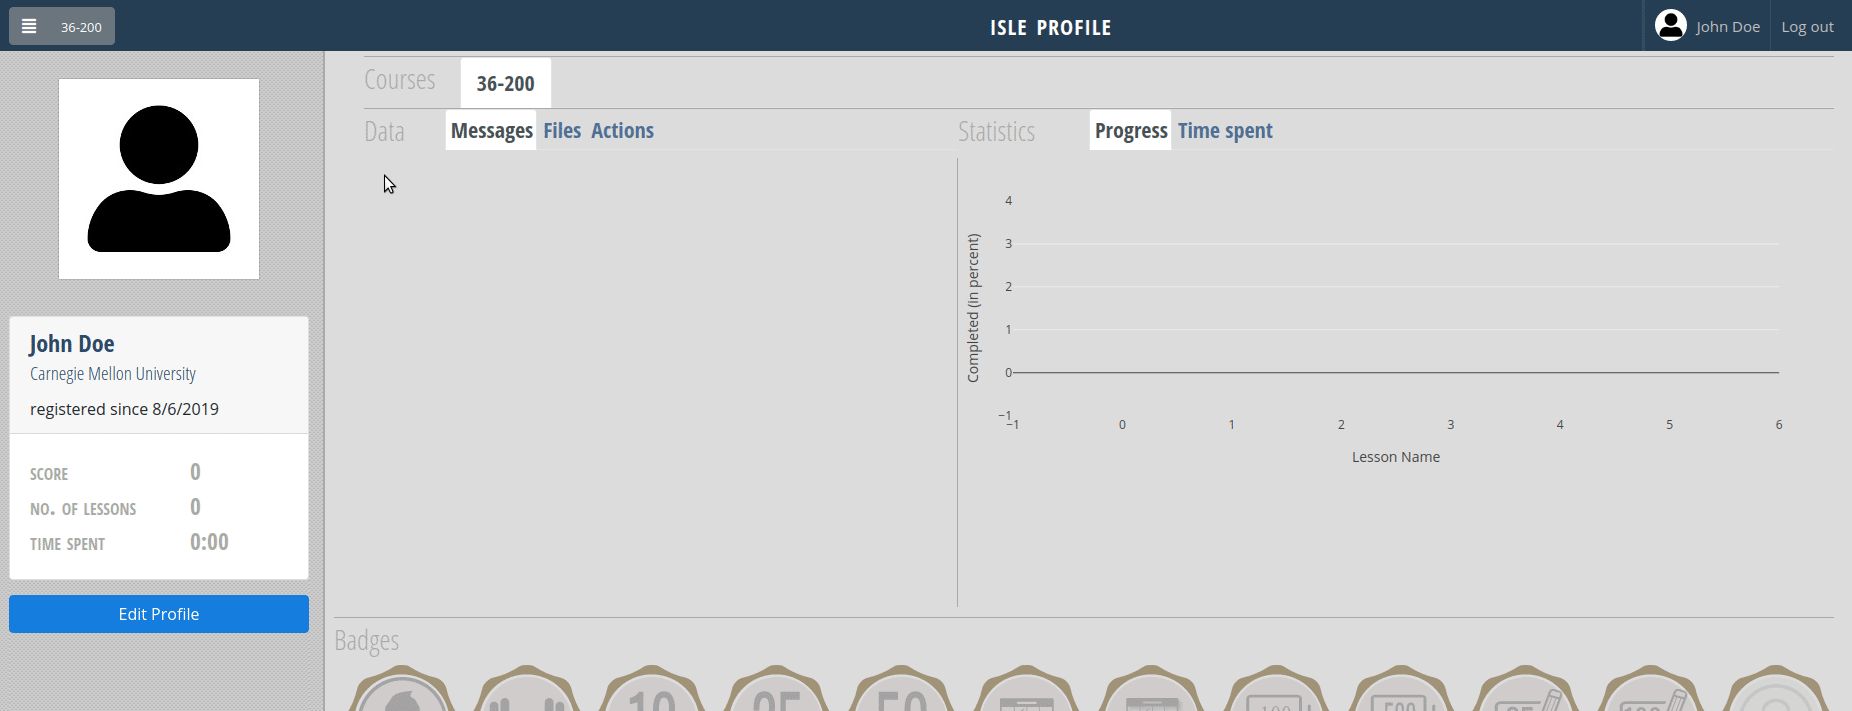 36-200
ISLE PROFILE
John Doe
Log out
Courses
36-200
Data
Messages
Files
Actions
Statistics
Progress
Time spent
4
3
2
1
0
−1
−1
0
1
2
3
4
5
6
Completed (in percent)
Lesson Name
John Doe
Carnegie Mellon University
registered since 8/6/2019
SCORE 0
NO. OF LESSONS 0
TIME SPENT 0:00
Edit Profile
Badges